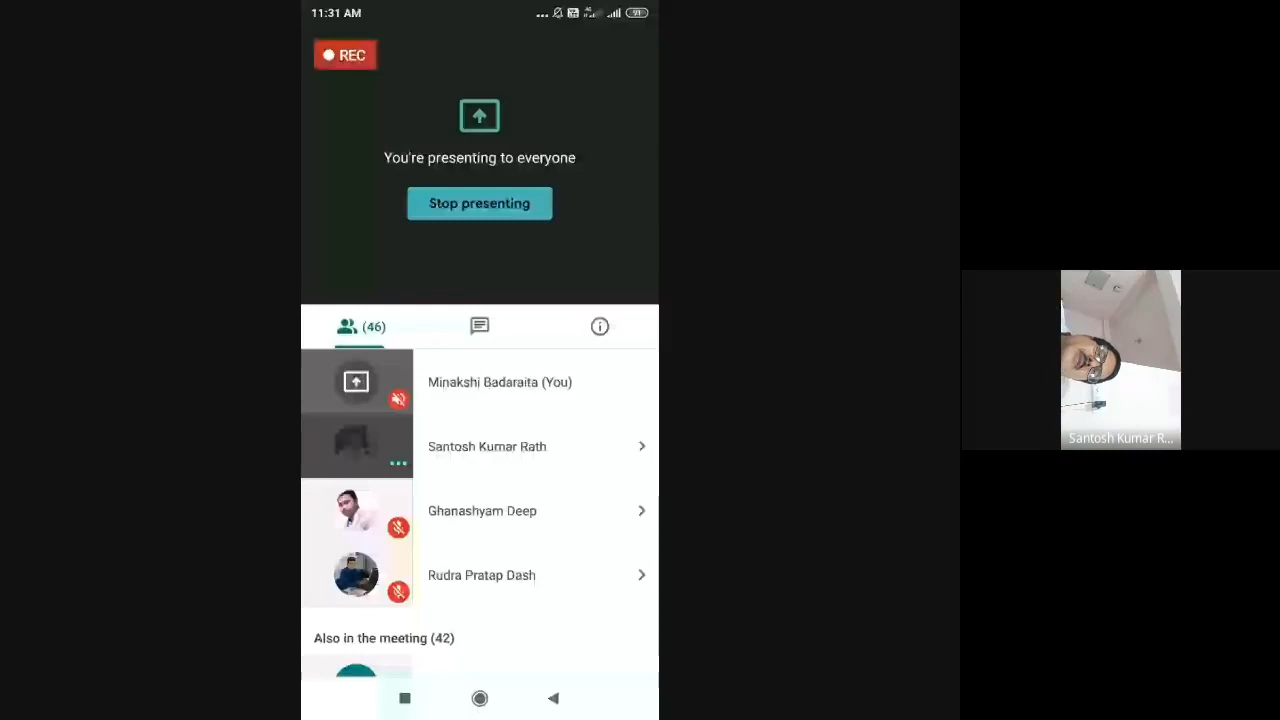 11:31 AM
91
REC
You're presenting to everyone
Stop presenting
(46)
Minakshi Badaraita (You)
Santosh Kumar Rath
Ghanashyam Deep
Rudra Pratap Dash
Also in the meeting (42)
Santosh Kumar R...